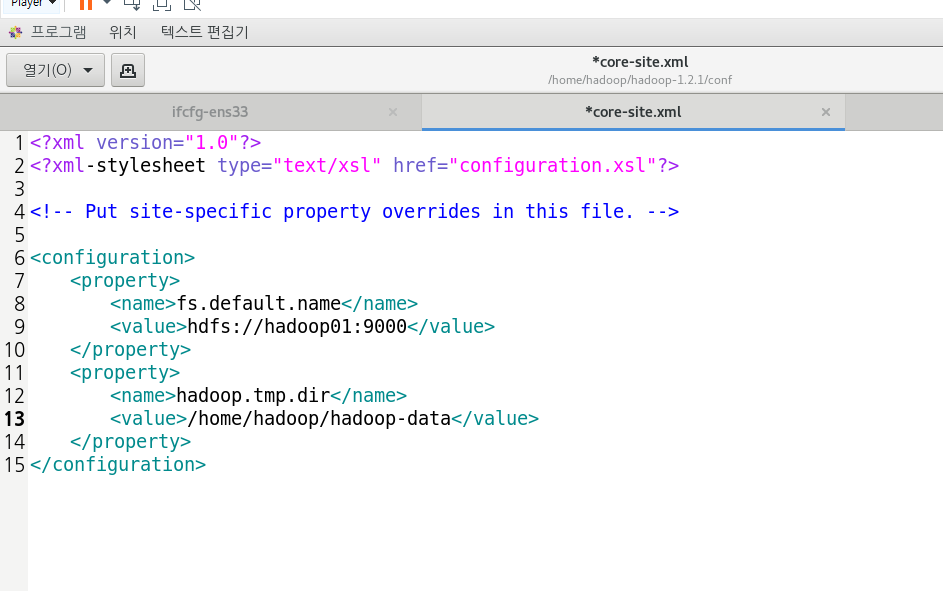 Player
프로그램 위치 텍스트 편집기
열기(O)
*core-site.xml
/home/hadoop/hadoop-1.2.1/conf
ifcfg-ens33 × *core-site.xml ×
1 <?xml version="1.0"?>
2 <?xml-stylesheet type="text/xsl" href="configuration.xsl"?>
3
4 <!-- Put site-specific property overrides in this file. -->
5
6 <configuration>
7 <property>
8 <name>fs.default.name</name>
9 <value>hdfs://hadoop01:9000</value>
10 </property>
11 <property>
12 <name>hadoop.tmp.dir</name>
13 <value>/home/hadoop/hadoop-data</value>
14 </property>
15 </configuration>